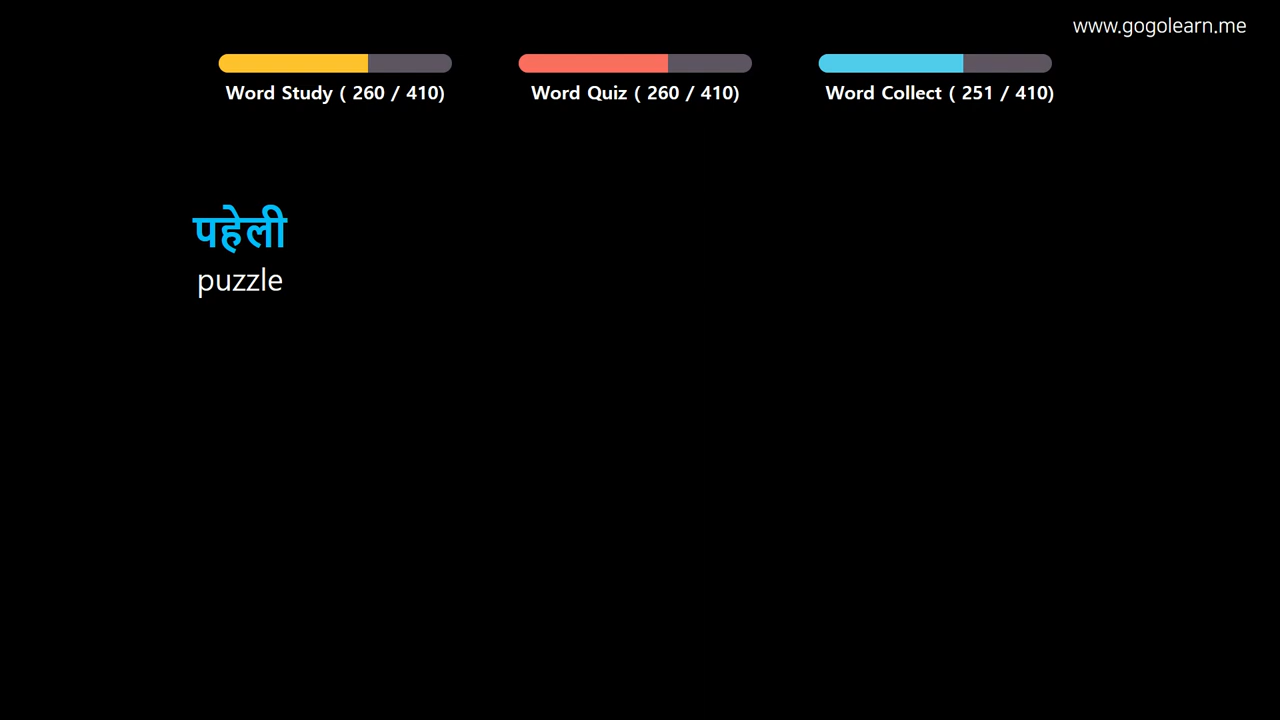 www.gogolearn.me
Word Study ( 260 / 410)
Word Quiz ( 260 / 410)
Word Collect ( 251 / 410)
पहेली
puzzle